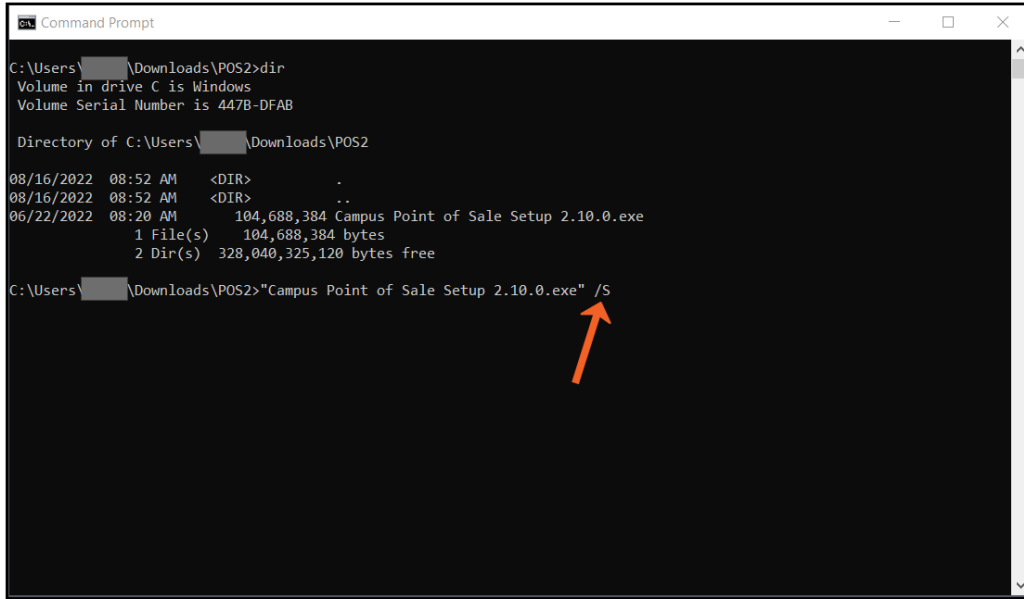 Command Prompt
C:\Users\ \Downloads\POS2>dir
Volume in drive C is Windows
Volume Serial Number is 447B-DFAB
Directory of C:\Users\ \Downloads\POS2
08/16/2022 08:52 AM <DIR> .
08/16/2022 08:52 AM <DIR> ..
06/22/2022 08:20 AM 104,688,384 Campus Point of Sale Setup 2.10.0.exe
1 File(s) 104,688,384 bytes
2 Dir(s) 328,040,325,120 bytes free
C:\Users\ \Downloads\POS2>"Campus Point of Sale Setup 2.10.0.exe" /S